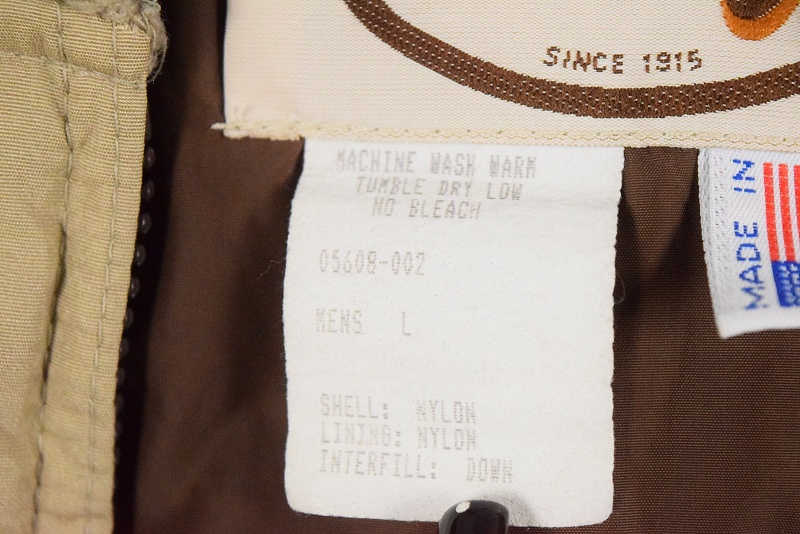 SINCE 1915
MACHINE WASH WARM
TUMBLE DRY LOW
NO BLEACH
05608-002
MENS L
SHELL: NYLON
LINING: NYLON
INTERFILL: DOWN
MADE IN